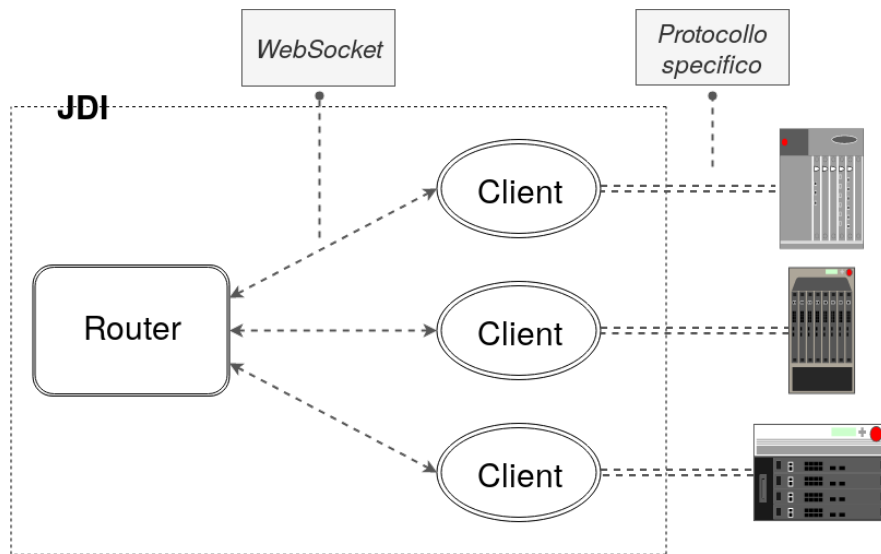 WebSocket
Protocollo
specifico
JDI
Client
Router
Client
Client